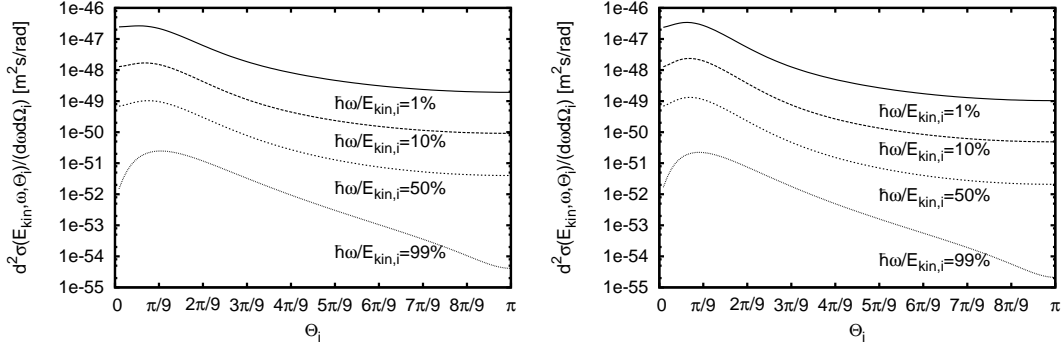 1e-46
1e-47
1e-48
1e-49
1e-50
1e-51
1e-52
1e-53
1e-54
1e-55
d²σ(E_kin,ω,Θ_i)/(dωdΩ_i) [m²s/rad]
ħω/E_kin,i=1%
ħω/E_kin,i=10%
ħω/E_kin,i=50%
ħω/E_kin,i=99%
0 π/9 2π/9 3π/9 4π/9 5π/9 6π/9 7π/9 8π/9 π
Θ_i
1e-46
1e-47
1e-48
1e-49
1e-50
1e-51
1e-52
1e-53
1e-54
1e-55
d²σ(E_kin,ω,Θ_i)/(dωdΩ_i) [m²s/rad]
ħω/E_kin,i=1%
ħω/E_kin,i=10%
ħω/E_kin,i=50%
ħω/E_kin,i=99%
0 π/9 2π/9 3π/9 4π/9 5π/9 6π/9 7π/9 8π/9 π
Θ_i